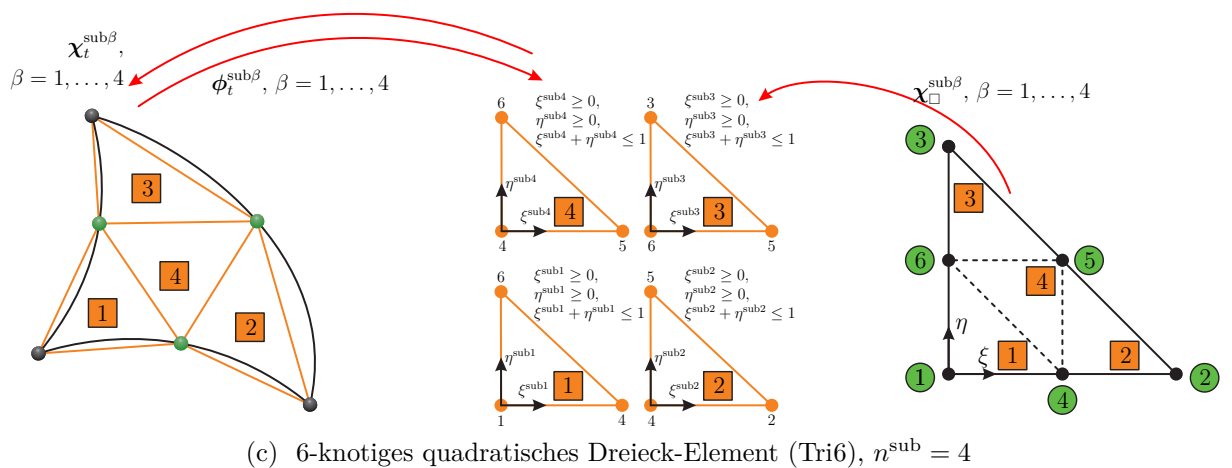 χₜ^subβ,
β = 1, . . . , 4
ϕₜ^subβ, β = 1, . . . , 4
3
4
1
2
6
ξ^sub4 ≥ 0,
η^sub4 ≥ 0,
ξ^sub4 + η^sub4 ≤ 1
η^sub4
ξ^sub4
4
4
5
3
ξ^sub3 ≥ 0,
η^sub3 ≥ 0,
ξ^sub3 + η^sub3 ≤ 1
η^sub3
ξ^sub3
3
6
5
6
ξ^sub1 ≥ 0,
η^sub1 ≥ 0,
ξ^sub1 + η^sub1 ≤ 1
η^sub1
ξ^sub1
1
1
4
5
ξ^sub2 ≥ 0,
η^sub2 ≥ 0,
ξ^sub2 + η^sub2 ≤ 1
η^sub2
ξ^sub2
2
4
2
χ□^subβ, β = 1, . . . , 4
3
3
6
5
4
η
ξ
1
1
2
2
4
(c) 6-knotiges quadratisches Dreieck-Element (Tri6), n^sub = 4